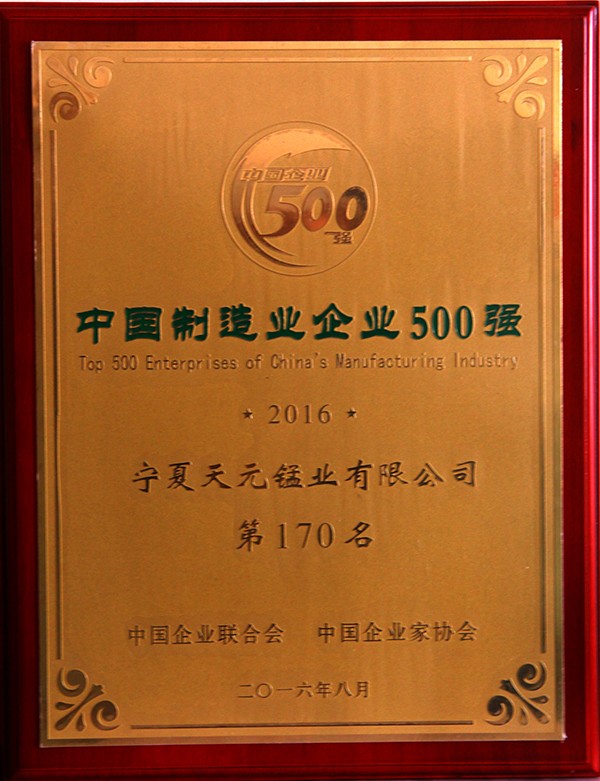 中国企业
500
强
中国制造业企业500强
Top 500 Enterprises of China's Manufacturing Industry
★ 2016 ★
宁夏天元锰业有限公司
第170名
中国企业联合会 中国企业家协会
二〇一六年八月